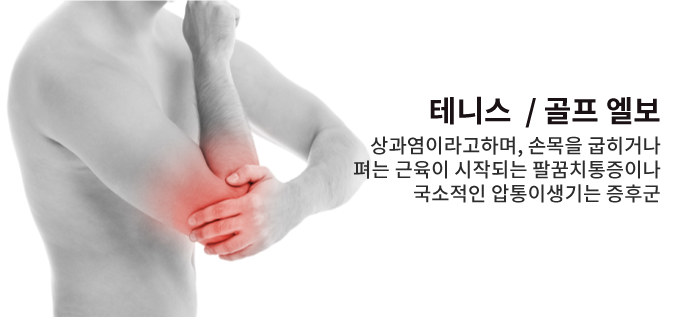 테니스 / 골프 엘보
상과염이라고하며, 손목을 굽히거나
펴는 근육이 시작되는 팔꿈치통증이나
국소적인 압통이생기는 증후군